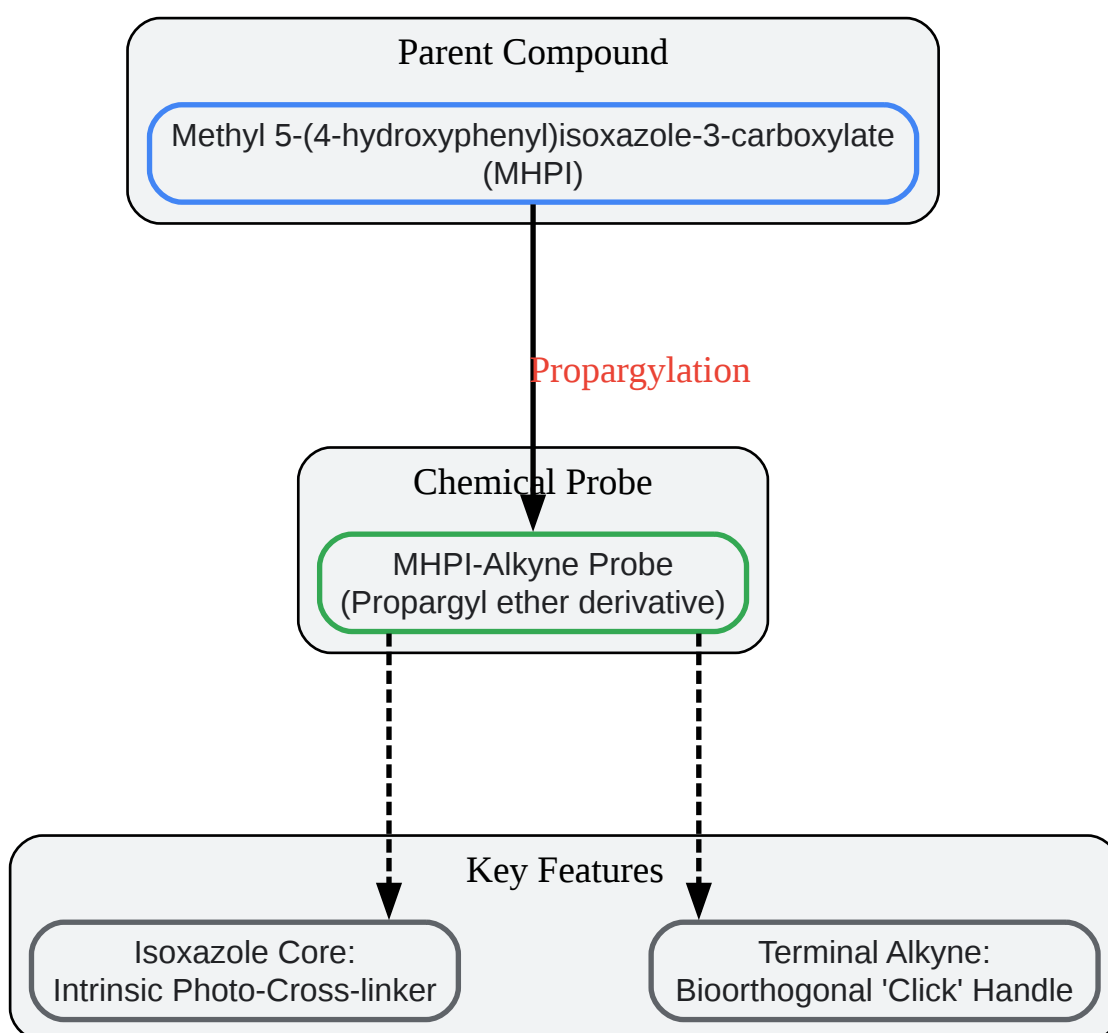 Parent Compound
Methyl 5-(4-hydroxyphenyl)isoxazole-3-carboxylate
(MHPI)
Propargylation
Chemical Probe
MHPI-Alkyne Probe
(Propargyl ether derivative)
Key Features
Isoxazole Core:
Intrinsic Photo-Cross-linker
Terminal Alkyne:
Bioorthogonal 'Click' Handle